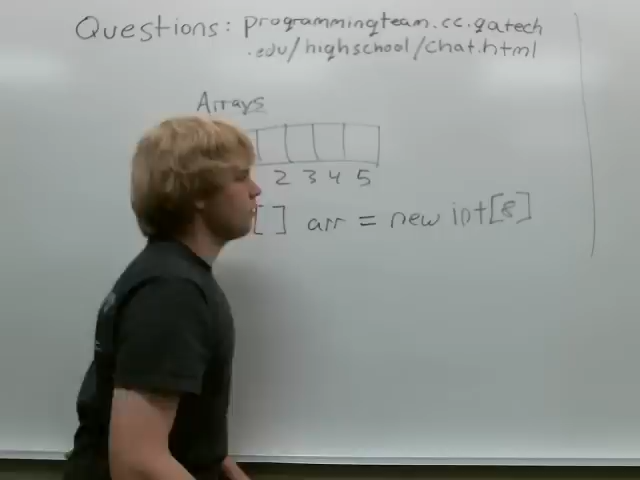 Questions: programmingteam.cc.gatech
.edu/highschool/chat.html
Arrays
2 3 4 5
[ ] arr = new int[8]